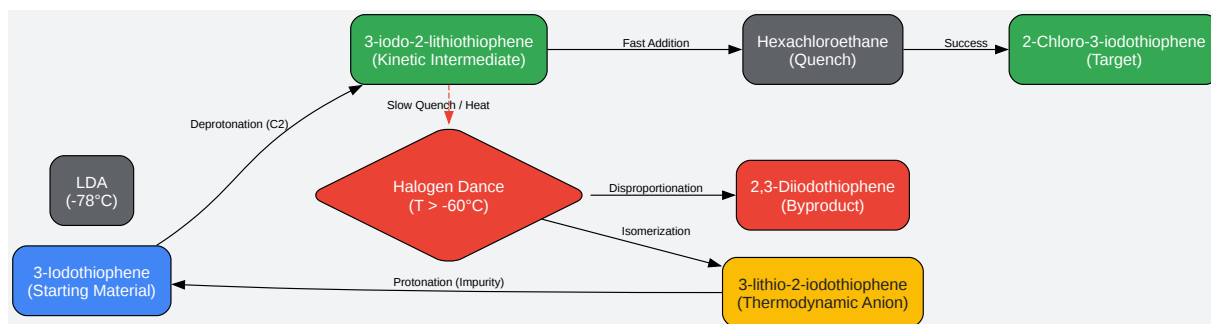 3-iodo-2-lithiothiophene
(Kinetic Intermediate)
Fast Addition
Hexachloroethane
(Quench)
Success
2-Chloro-3-iodothiophene
(Target)
Slow Quench / Heat
Deprotonation (C2)
LDA
(-78°C)
Halogen Dance
(T > -60°C)
Disproportionation
2,3-Diiodothiophene
(Byproduct)
Isomerization
3-Iodothiophene
(Starting Material)
Protonation (Impurity)
3-lithio-2-iodothiophene
(Thermodynamic Anion)